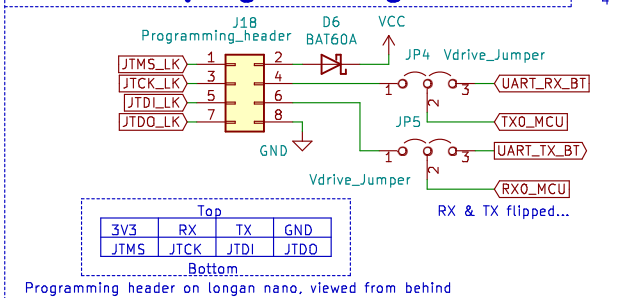 J18
Programming_header
D6
BAT60A
VCC
JP4
Vdrive_Jumper
JTMS_LK 1 2
JTCK_LK 3 4
JTDI_LK 5 6
JTDO_LK 7 8
1 2 3
UART_RX_BT
TX0_MCU
GND
JP5
1 2 3
UART_TX_BT
Vdrive_Jumper
RX0_MCU
RX & TX flipped...
Top
3V3 RX TX GND
JTMS JTCK JTDI JTDO
Bottom
Programming header on longan nano, viewed from behind